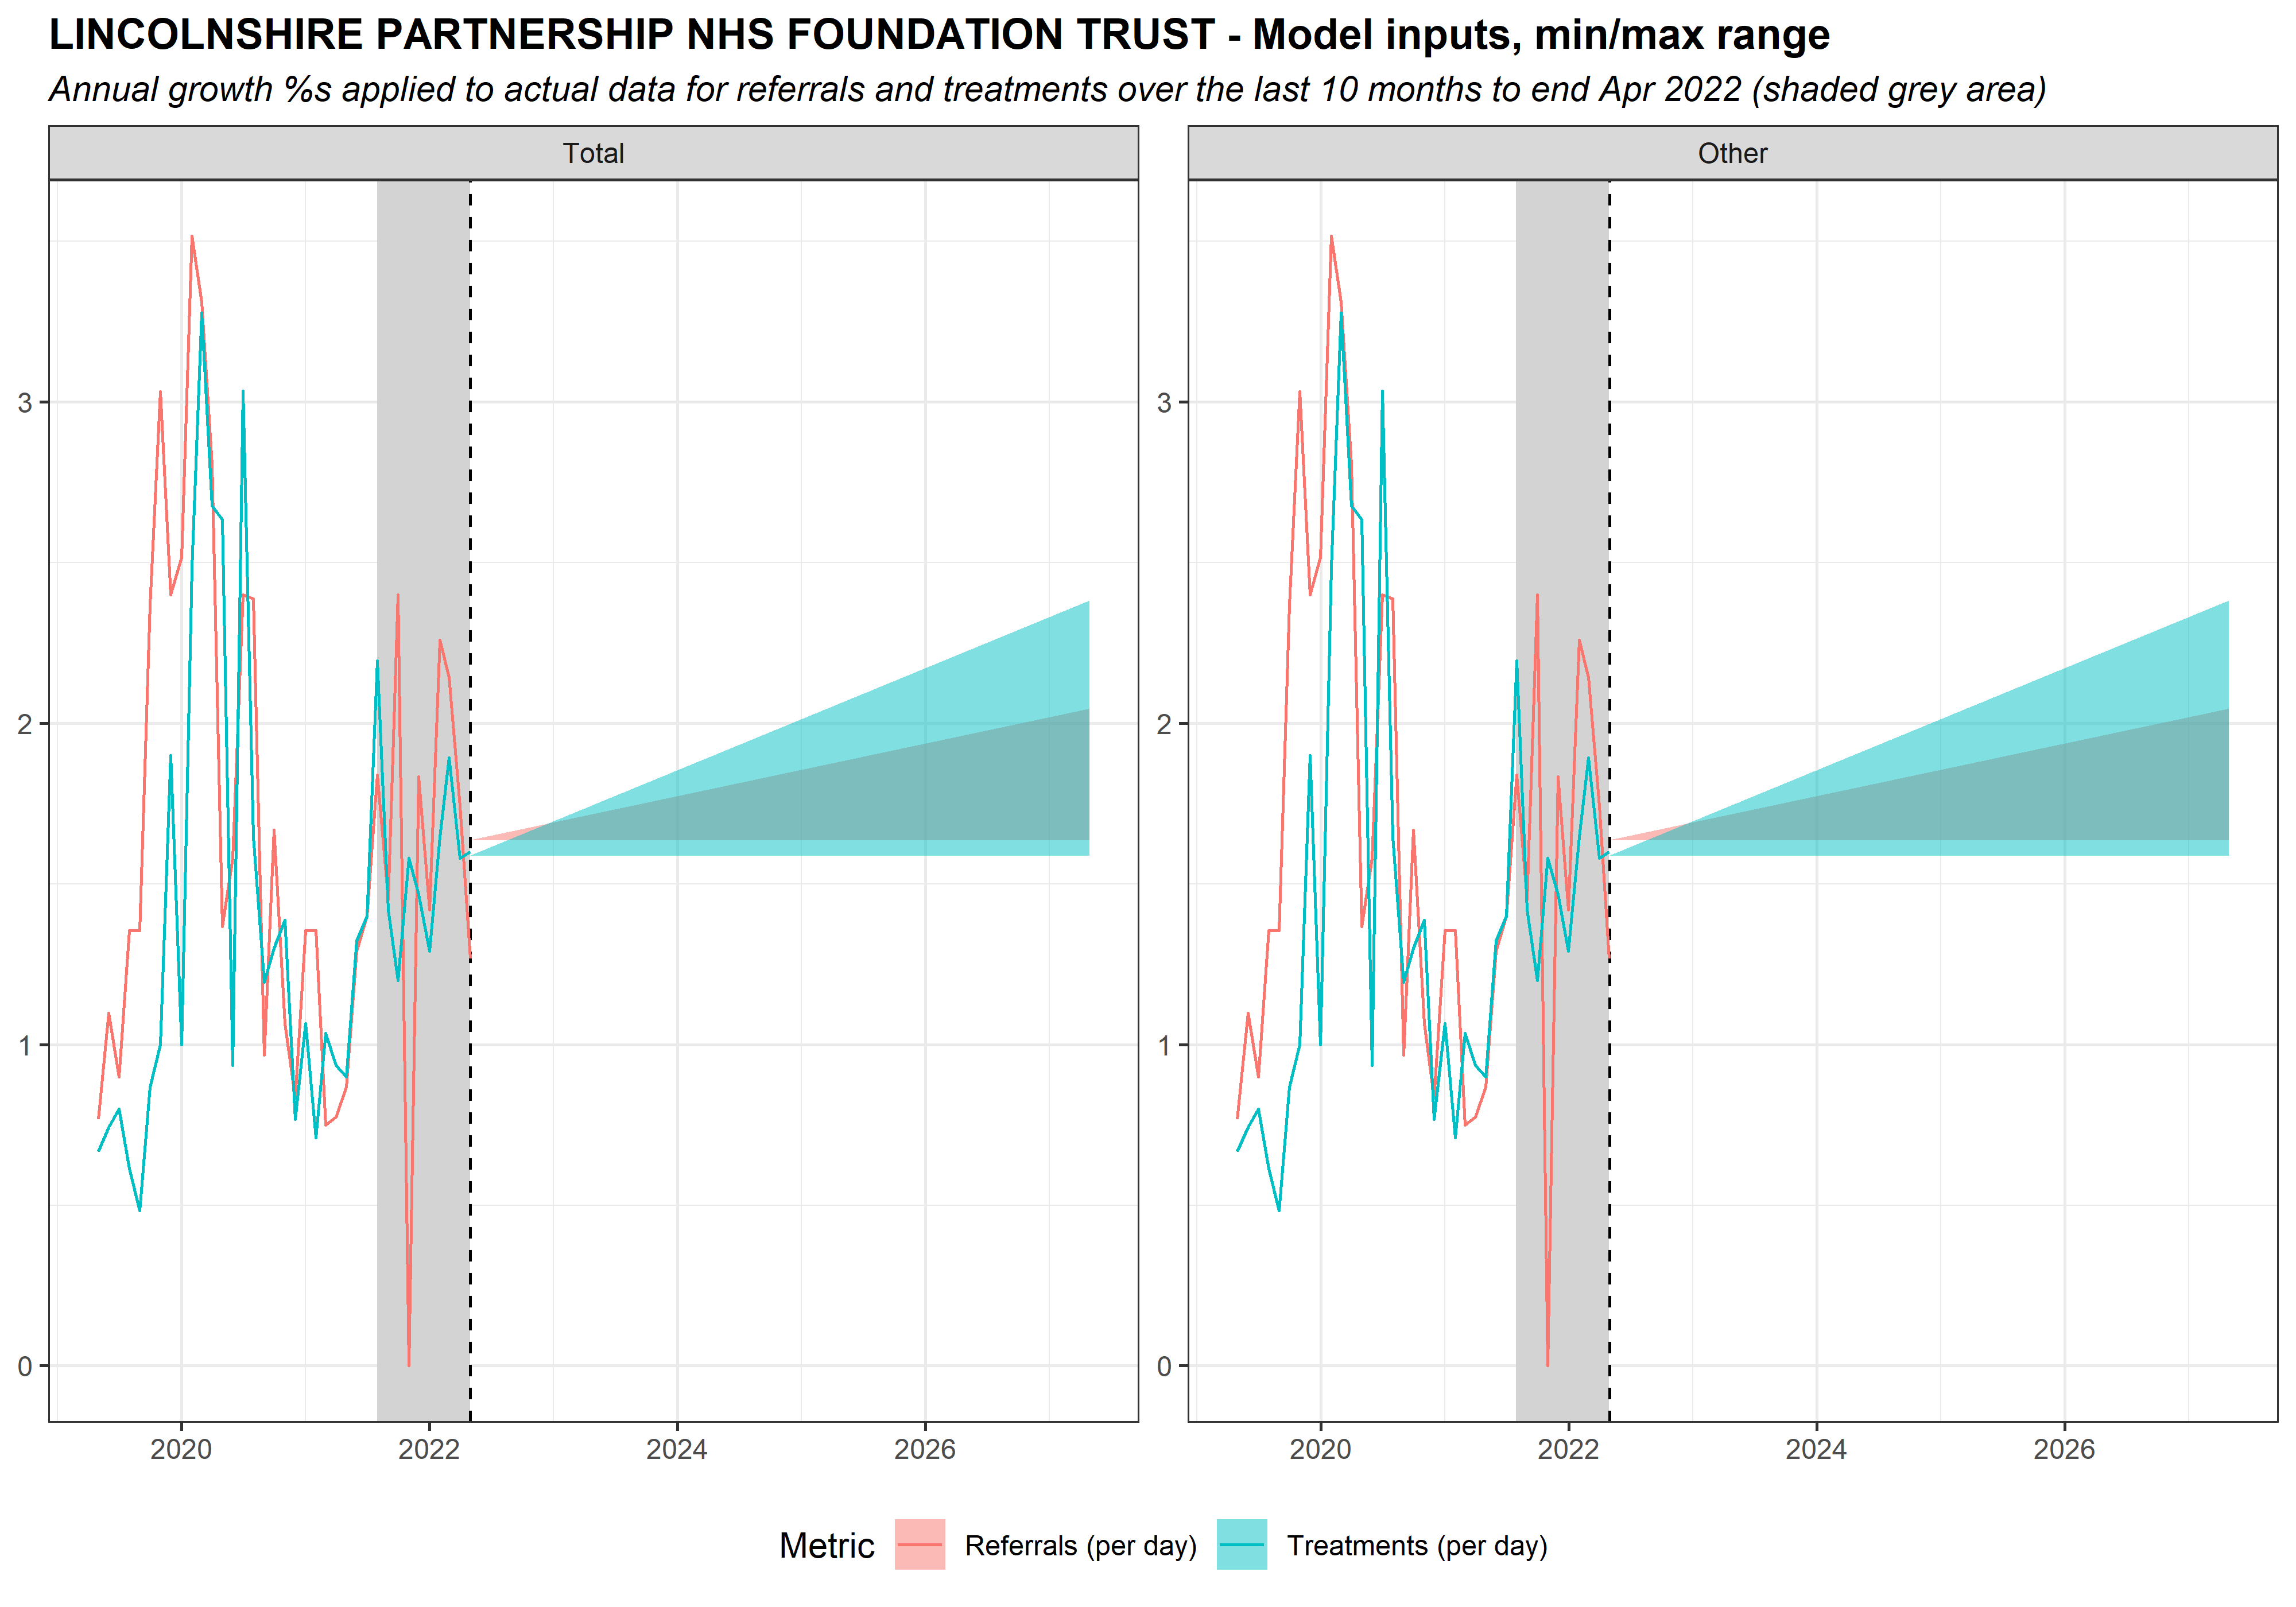 LINCOLNSHIRE PARTNERSHIP NHS FOUNDATION TRUST - Model inputs, min/max range
Annual growth %s applied to actual data for referrals and treatments over the last 10 months to end Apr 2022 (shaded grey area)
Total
Other
3
2
1
0
3
2
1
0
2020 2022 2024 2026
2020 2022 2024 2026
Metric Referrals (per day) Treatments (per day)